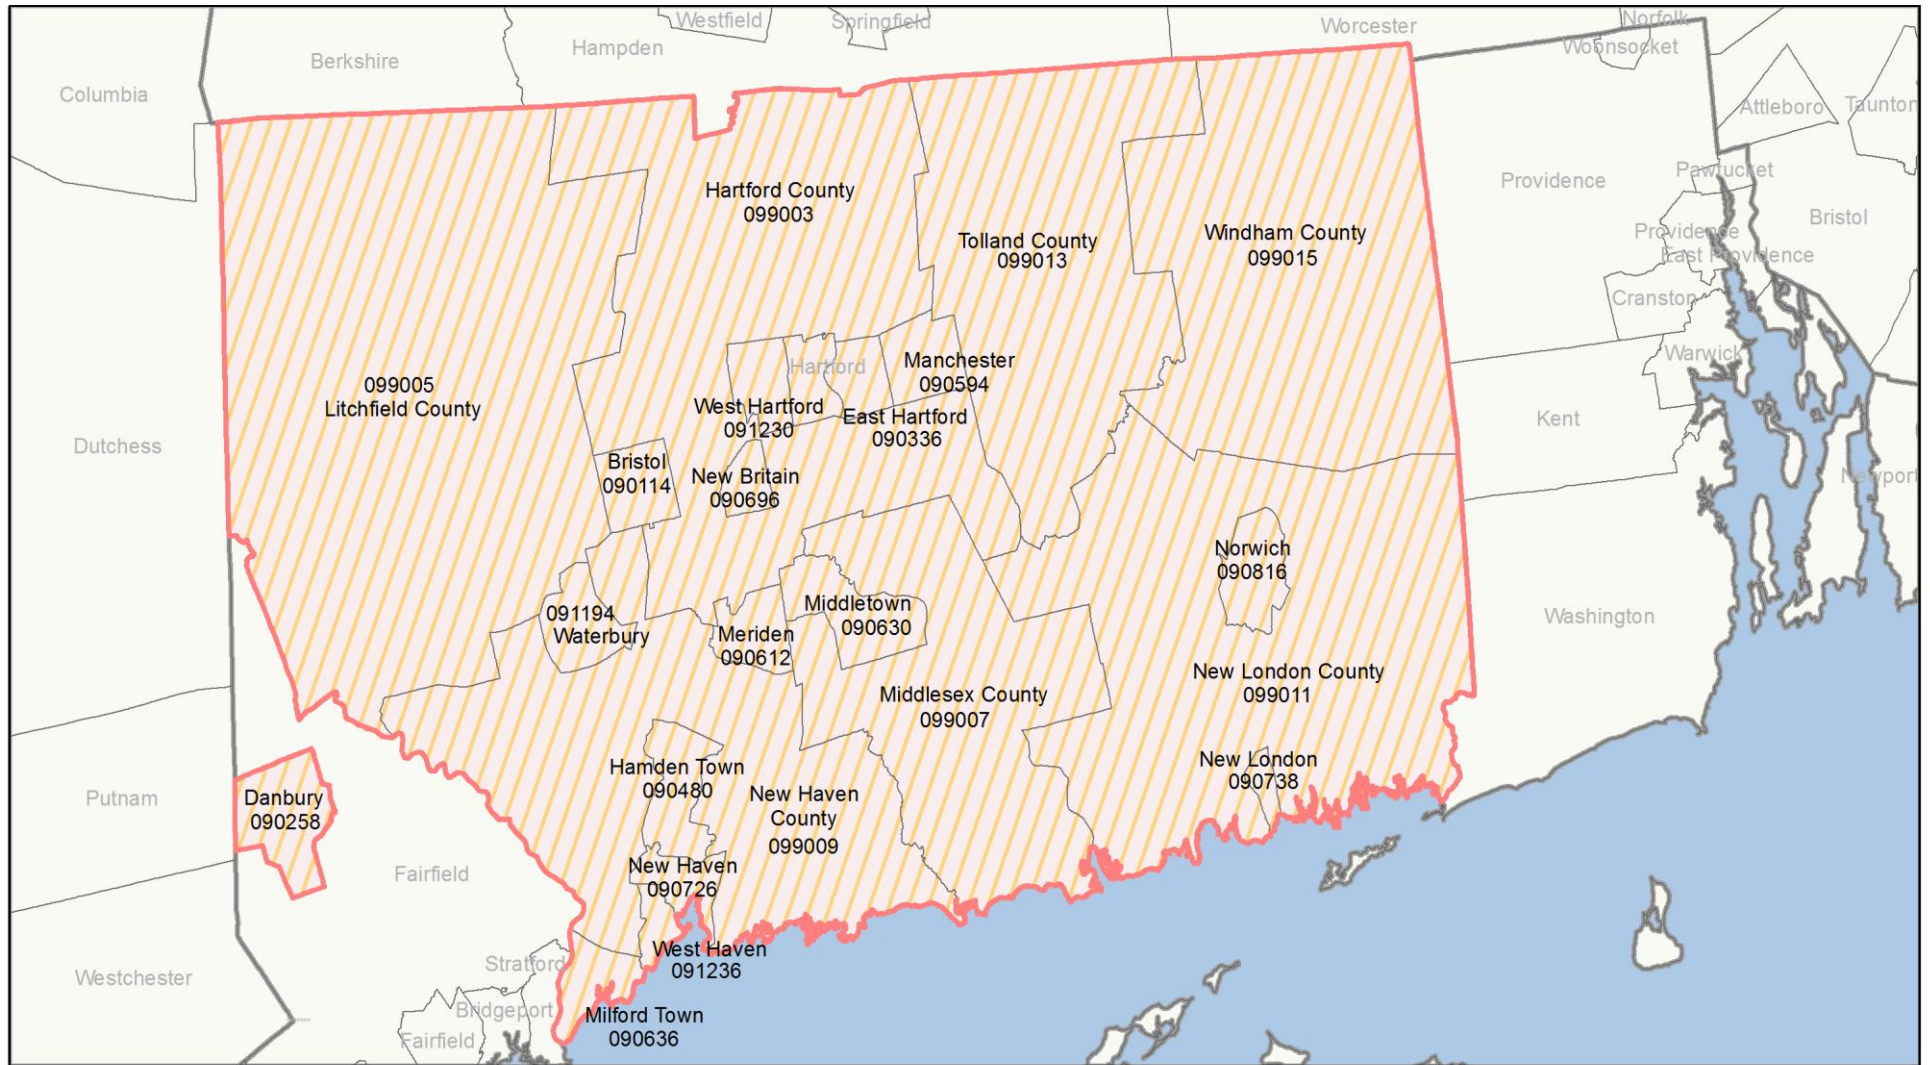 Westfield
Springfield
Norfolk
Worcester
Woonsocket
Hampden
Berkshire
Columbia
Attleboro
Taunton
Pawtucket
Providence
Hartford County
099003
Bristol
Windham County
099015
Providence
Tolland County
099013
East Providence
Cranston
Warwick
Hartford
Manchester
090594
099005
Litchfield County
West Hartford
091230
East Hartford
090336
Kent
Dutchess
Bristol
090114
New Britain
090696
Newport
Norwich
090816
Middletown
090630
091194
Waterbury
Washington
Meriden
090612
New London County
099011
Middlesex County
099007
New London
090738
Hamden Town
090480
Putnam
Danbury
090258
New Haven
County
099009
New Haven
090726
Fairfield
West Haven
091236
Stratford
Westchester
Bridgeport
Milford Town
090636
Fairfield